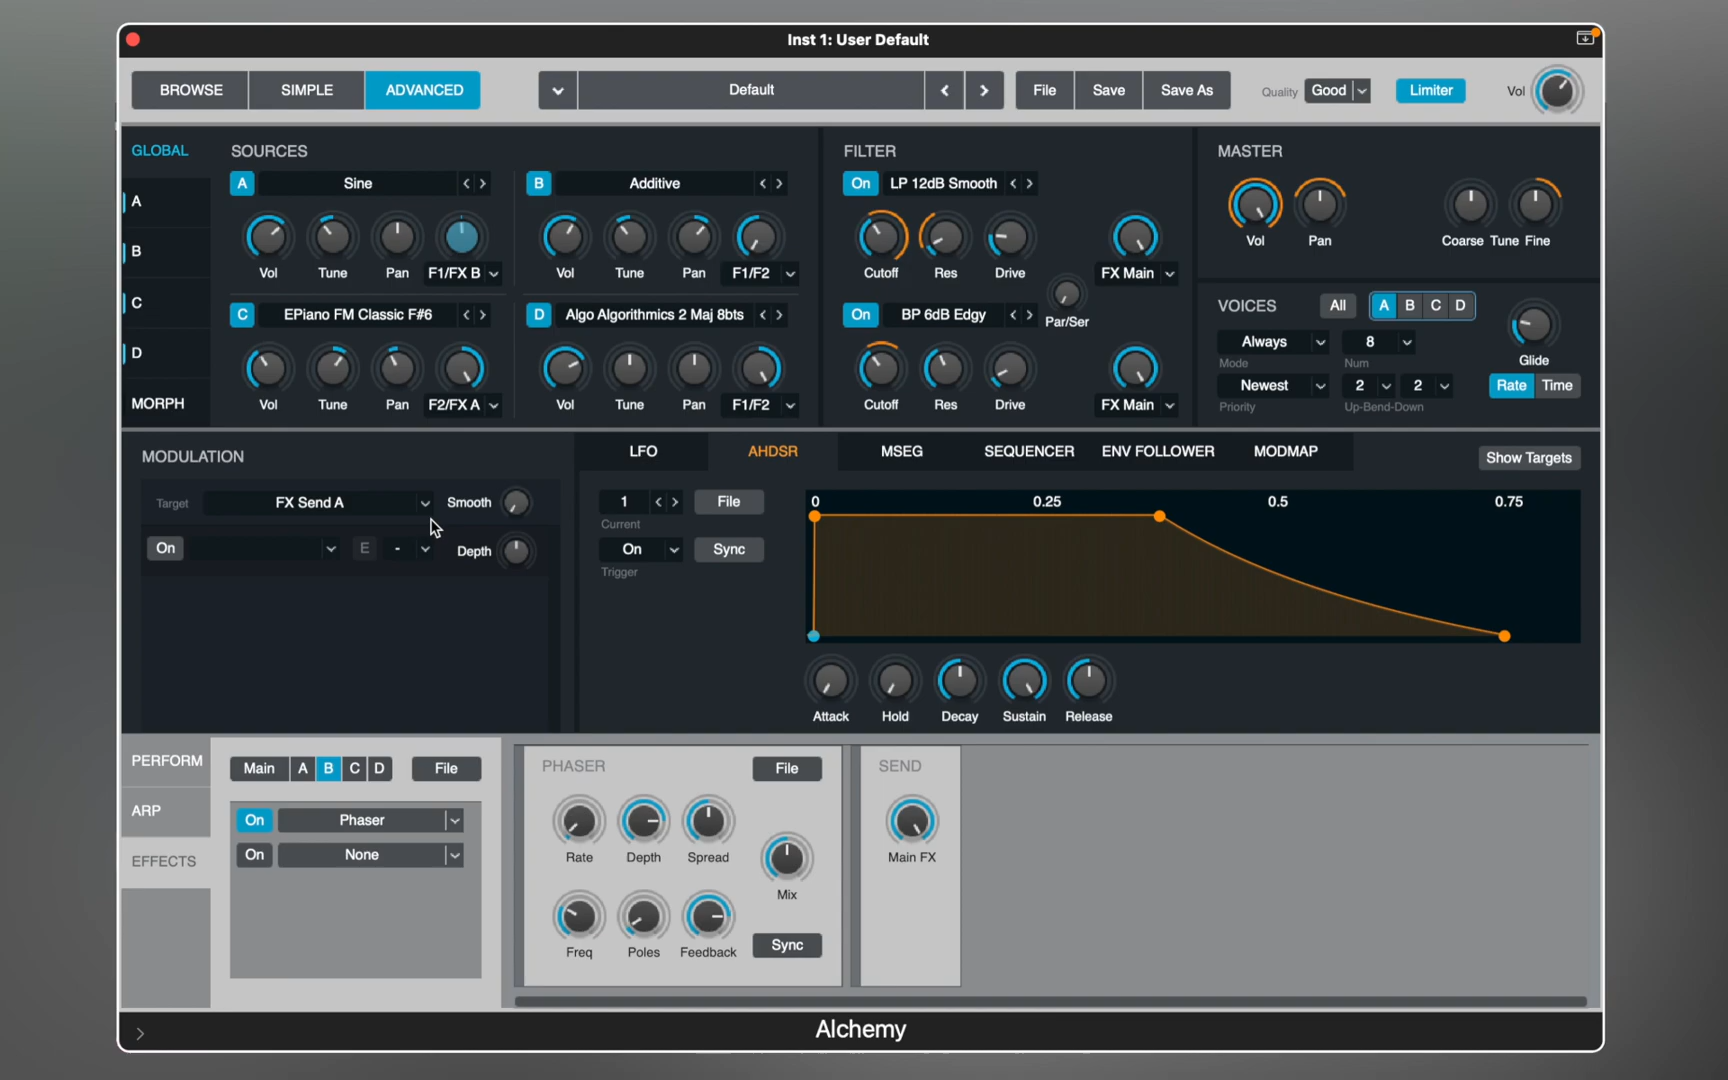 Inst 1: User Default
BROWSE SIMPLE ADVANCED Default File Save Save As Quality Good Limiter Vol
GLOBAL
A
B
C
D
MORPH
SOURCES
A Sine
Vol Tune Pan F1/FX B
B Additive
Vol Tune Pan F1/F2
C EPiano FM Classic F#6
Vol Tune Pan F2/FX A
D Algo Algorithmics 2 Maj 8bts
Vol Tune Pan F1/F2
FILTER
On LP 12dB Smooth
Cutoff Res Drive FX Main
Par/Ser
On BP 6dB Edgy
Cutoff Res Drive FX Main
MASTER
Vol Pan Coarse Tune Fine
VOICES All A B C D
Always 8
Mode Num Glide
Newest 2 2 Rate Time
Priority Up-Bend-Down
MODULATION
Target FX Send A Smooth
On E - Depth
LFO AHDSR MSEG SEQUENCER ENV FOLLOWER MODMAP Show Targets
1 File
Current
On Sync
Trigger
0 0.25 0.5 0.75
Attack Hold Decay Sustain Release
PERFORM
ARP
EFFECTS
Main A B C D File
On Phaser
On None
PHASER File
Rate Depth Spread
Mix
Freq Poles Feedback Sync
SEND
Main FX
Alchemy